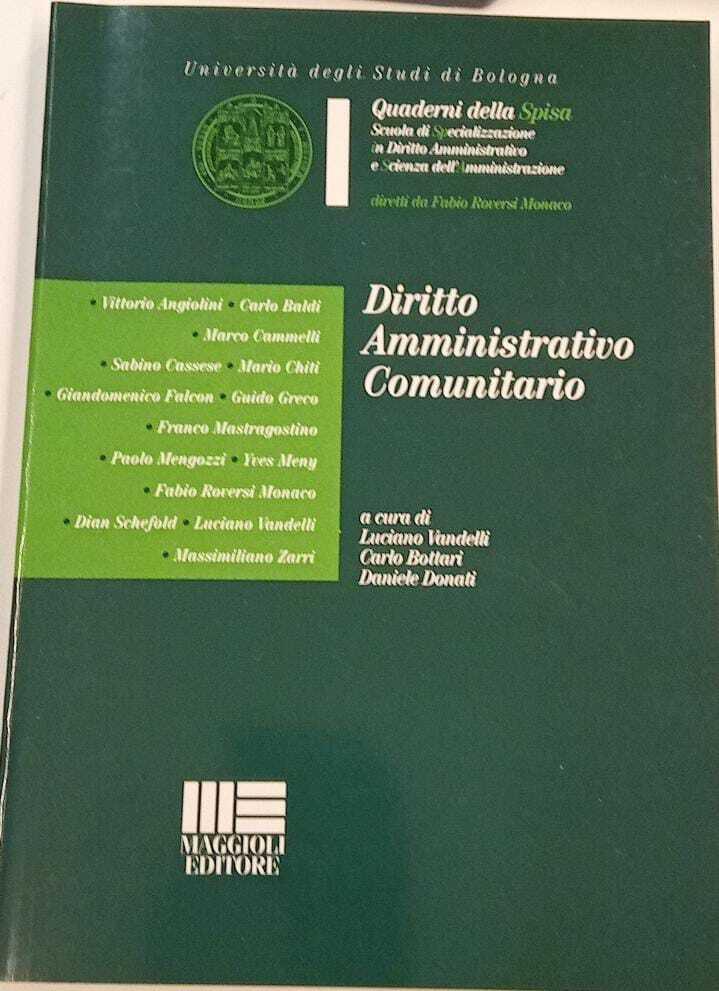 Università degli Studi di Bologna
Quaderni della Spisa
Scuola di Specializzazione
in Diritto Amministrativo
e Scienza dell'Amministrazione
diretti da Fabio Roversi Monaco
• Vittorio Angiolini • Carlo Baldi
• Marco Cammelli
• Sabino Cassese • Mario Chiti
• Giandomenico Falcon • Guido Greco
• Franco Mastragostino
• Paolo Mengozzi • Yves Meny
• Fabio Roversi Monaco
• Dian Schefold • Luciano Vandelli
• Massimiliano Zarri
Diritto
Amministrativo
Comunitario
a cura di
Luciano Vandelli
Carlo Bottari
Daniele Donati
MAGGIOLI
EDITORE